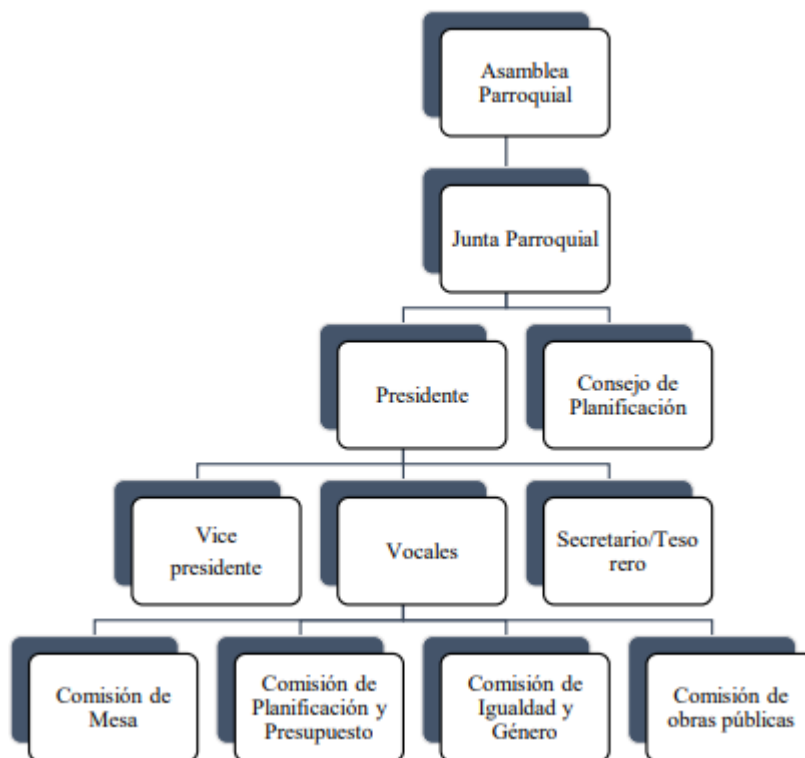 Asamblea
Parroquial
Junta Parroquial
Presidente
Consejo de
Planificación
Vice
presidente
Vocales
Secretario/Teso
rero
Comisión de
Mesa
Comisión de
Planificación y
Presupuesto
Comisión de
Igualdad y
Género
Comisión de
obras públicas